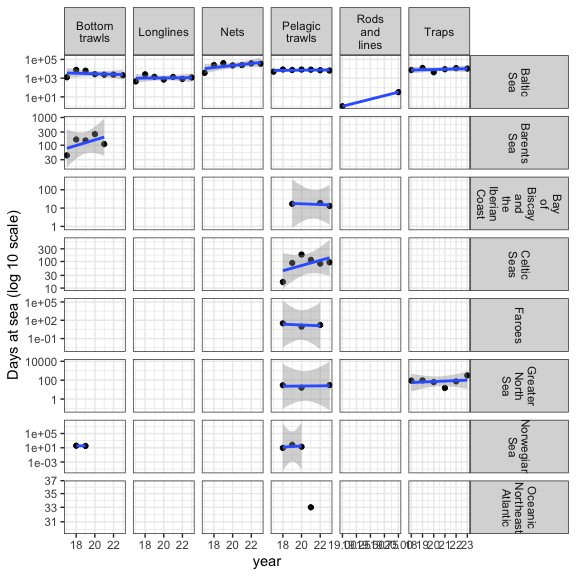 Bottom trawls
Longlines
Nets
Pelagic trawls
Rods and lines
Traps
1e+05
1e+03
1e+01
Baltic Sea
1000
300
100
30
Barents Sea
100
10
1
Bay of Biscay and the Iberian Coast
300
100
30
10
Celtic Seas
1e+05
1e+02
1e-01
Faroes
10000
100
1
Greater North Sea
1e+05
1e+01
1e-03
Norwegian Sea
37
35
33
31
Oceanic Northeast Atlantic
18 20 22
18 20 22
18 20 22
18 20 22
18 19 20 21 22 23
year
Days at sea (log 10 scale)